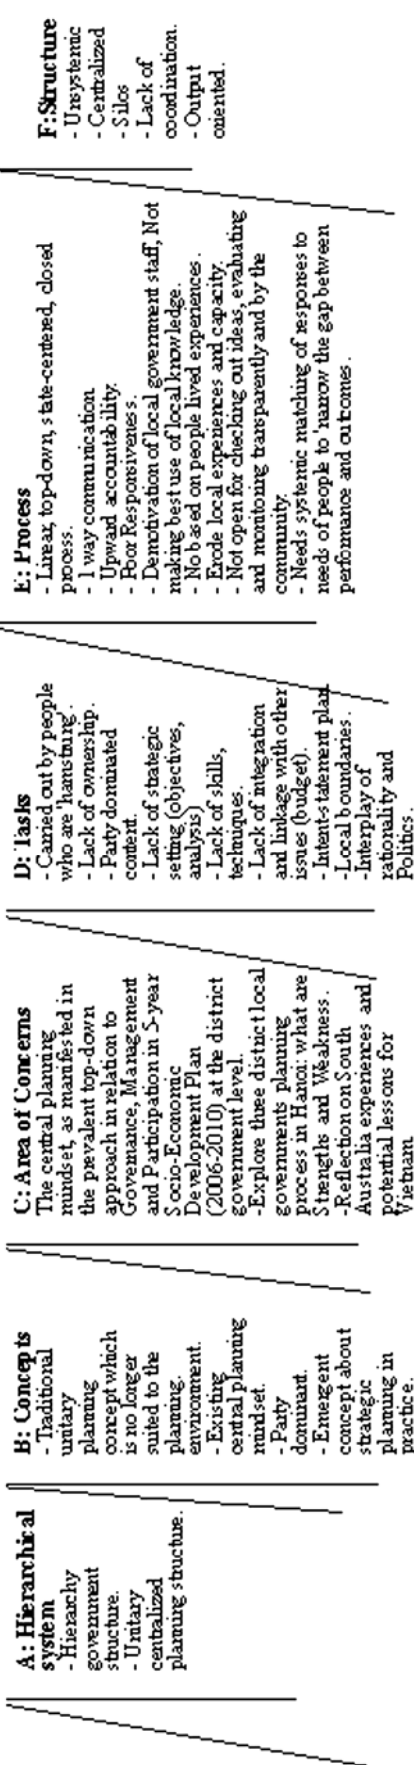 A: Hierarchical
system
- Hierarchy
government
structure.
- Unitary
centralized
planning structure.
B: Concepts
- Traditional
unitary
planning
concept which
is no longer
suited to the
planning.
environment.
- Existing
central planning
mindset.
- Party
dominant.
- Emergent
concept about
strategic
planning in
practice.
C: Area of Concerns
The central planning
mindset, as manifested in
the prevalent top-down
approach in relation to
Governance, Management
and Participation in 5-year
Socio-Economic
Development Plan
(2006-2010) at the district
government level.
-Explore three district local
governments planning
process in Hanoi: what are
Strengths and Weakness.
-Reflection on South
Australia experiences and
potential lessons for
Vietnam.
D: Tasks
- Carried out by people
who are 'hamstrung'.
- Lack of ownership.
- Party dominated
content.
- Lack of strategic
setting (objectives,
analysis)
- Lack of skills,
techniques.
- Lack of integration
and linkage with other
issues (budget).
- Intent-statement plan.
- Local boundaries.
-Interplay of
rationality and
Politics.
E: Process
- Linear, top-down, state-centered, closed
process.
- 1 way communication.
- Upward accountability.
- Poor Responsiveness.
- Demotivation of local government staff, Not
making best use of local knowledge.
- No based on people lived experiences.
- Erode local experiences and capacity.
- Not open for checking out ideas, evaluating
and monitoring transparently and by the
community.
- Needs systemic matching of responses to
needs of people to 'narrow the gap between
performance and outcomes.
F: Structure
- Unsystemic
- Centralized
- Silos
- Lack of
coordination.
- Output
oriented.